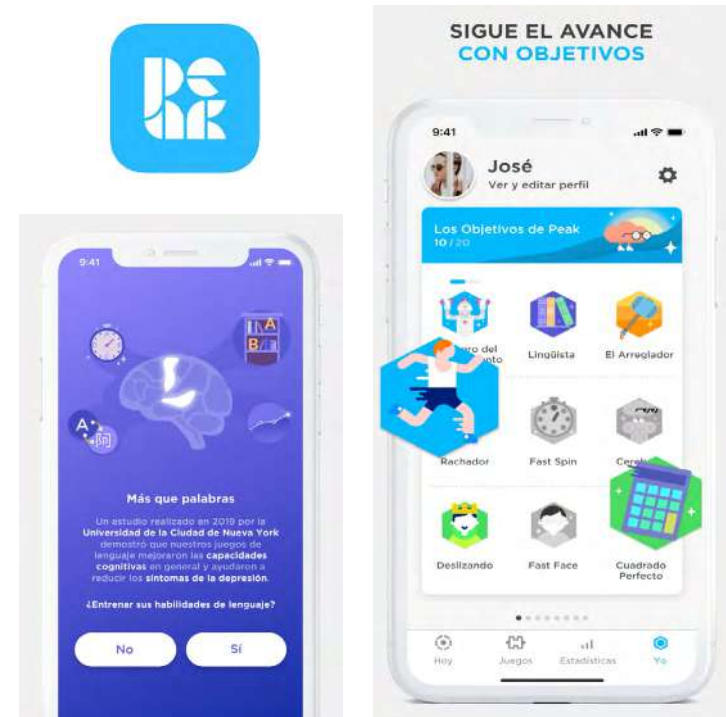 PEAK
SIGUE EL AVANCE
CON OBJETIVOS
9:41
José
Ver y editar perfil
Los Objetivos de Peak
10/20
Lingüista
El Arreglador
Rachador
Fast Spin
Deslizando
Fast Face
Cuadrado
Perfecto
Hoy
Juegos
Estadísticas
Yo
9:41
A
B/
A
Más que palabras
Un estudio realizado en 2019 por la
Universidad de la Ciudad de Nueva York
demostró que nuestros juegos de
lenguaje mejoraron las capacidades
cognitivas en general y ayudaron a
reducir los síntomas de la depresión.
¿Entrenar sus habilidades de lenguaje?
No
Sí